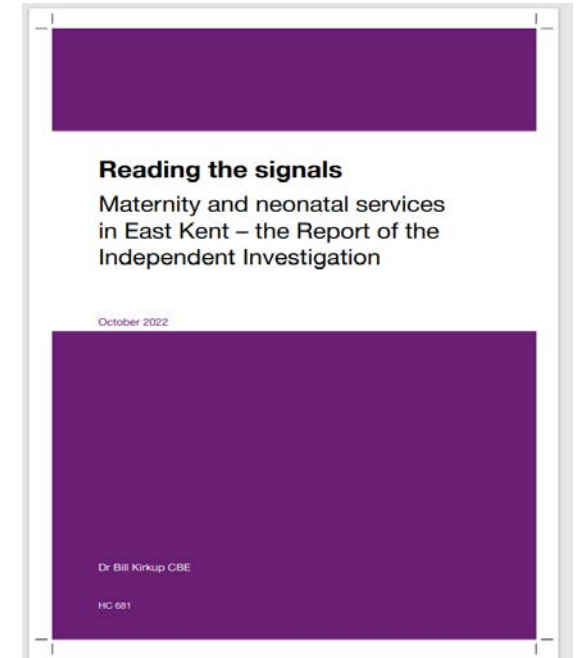 Reading the signals
Maternity and neonatal services
in East Kent – the Report of the
Independent Investigation
October 2022
Dr Bill Kirkup CBE
HC 681